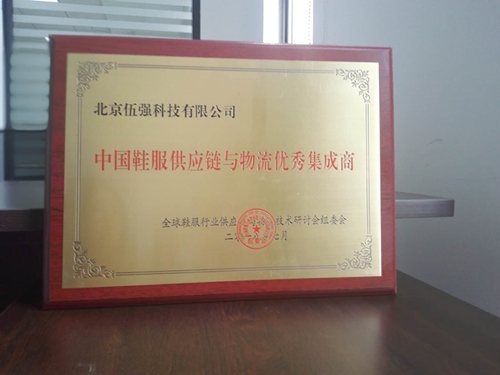 北京伍强科技有限公司
中国鞋服供应链与物流优秀集成商
全球鞋服行业供应 技术研讨会组委会
二 月